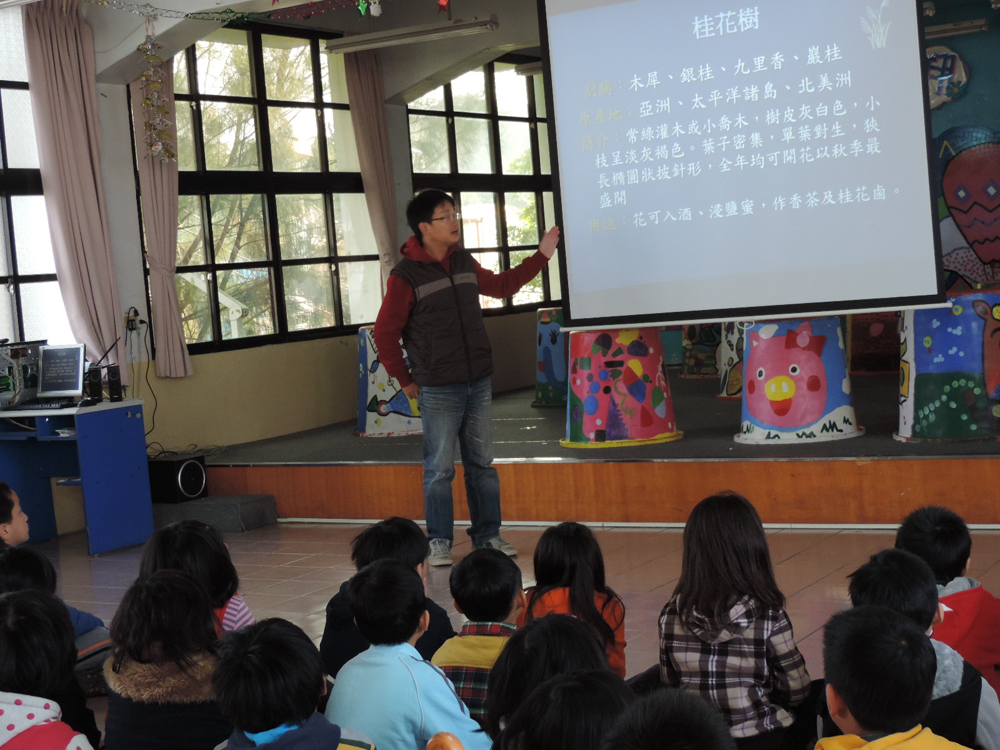 桂花樹
別稱：木犀、銀桂、九里香、巖桂
原產地：亞洲、太平洋諸島、北美洲
簡介：常綠灌木或小喬木，樹皮灰白色，小
枝呈淡灰褐色。葉子密集，單葉對生，狹
長橢圓狀披針形，全年均可開花以秋季最
盛開
用途：花可入酒、浸鹽蜜，作香茶及桂花鹵。